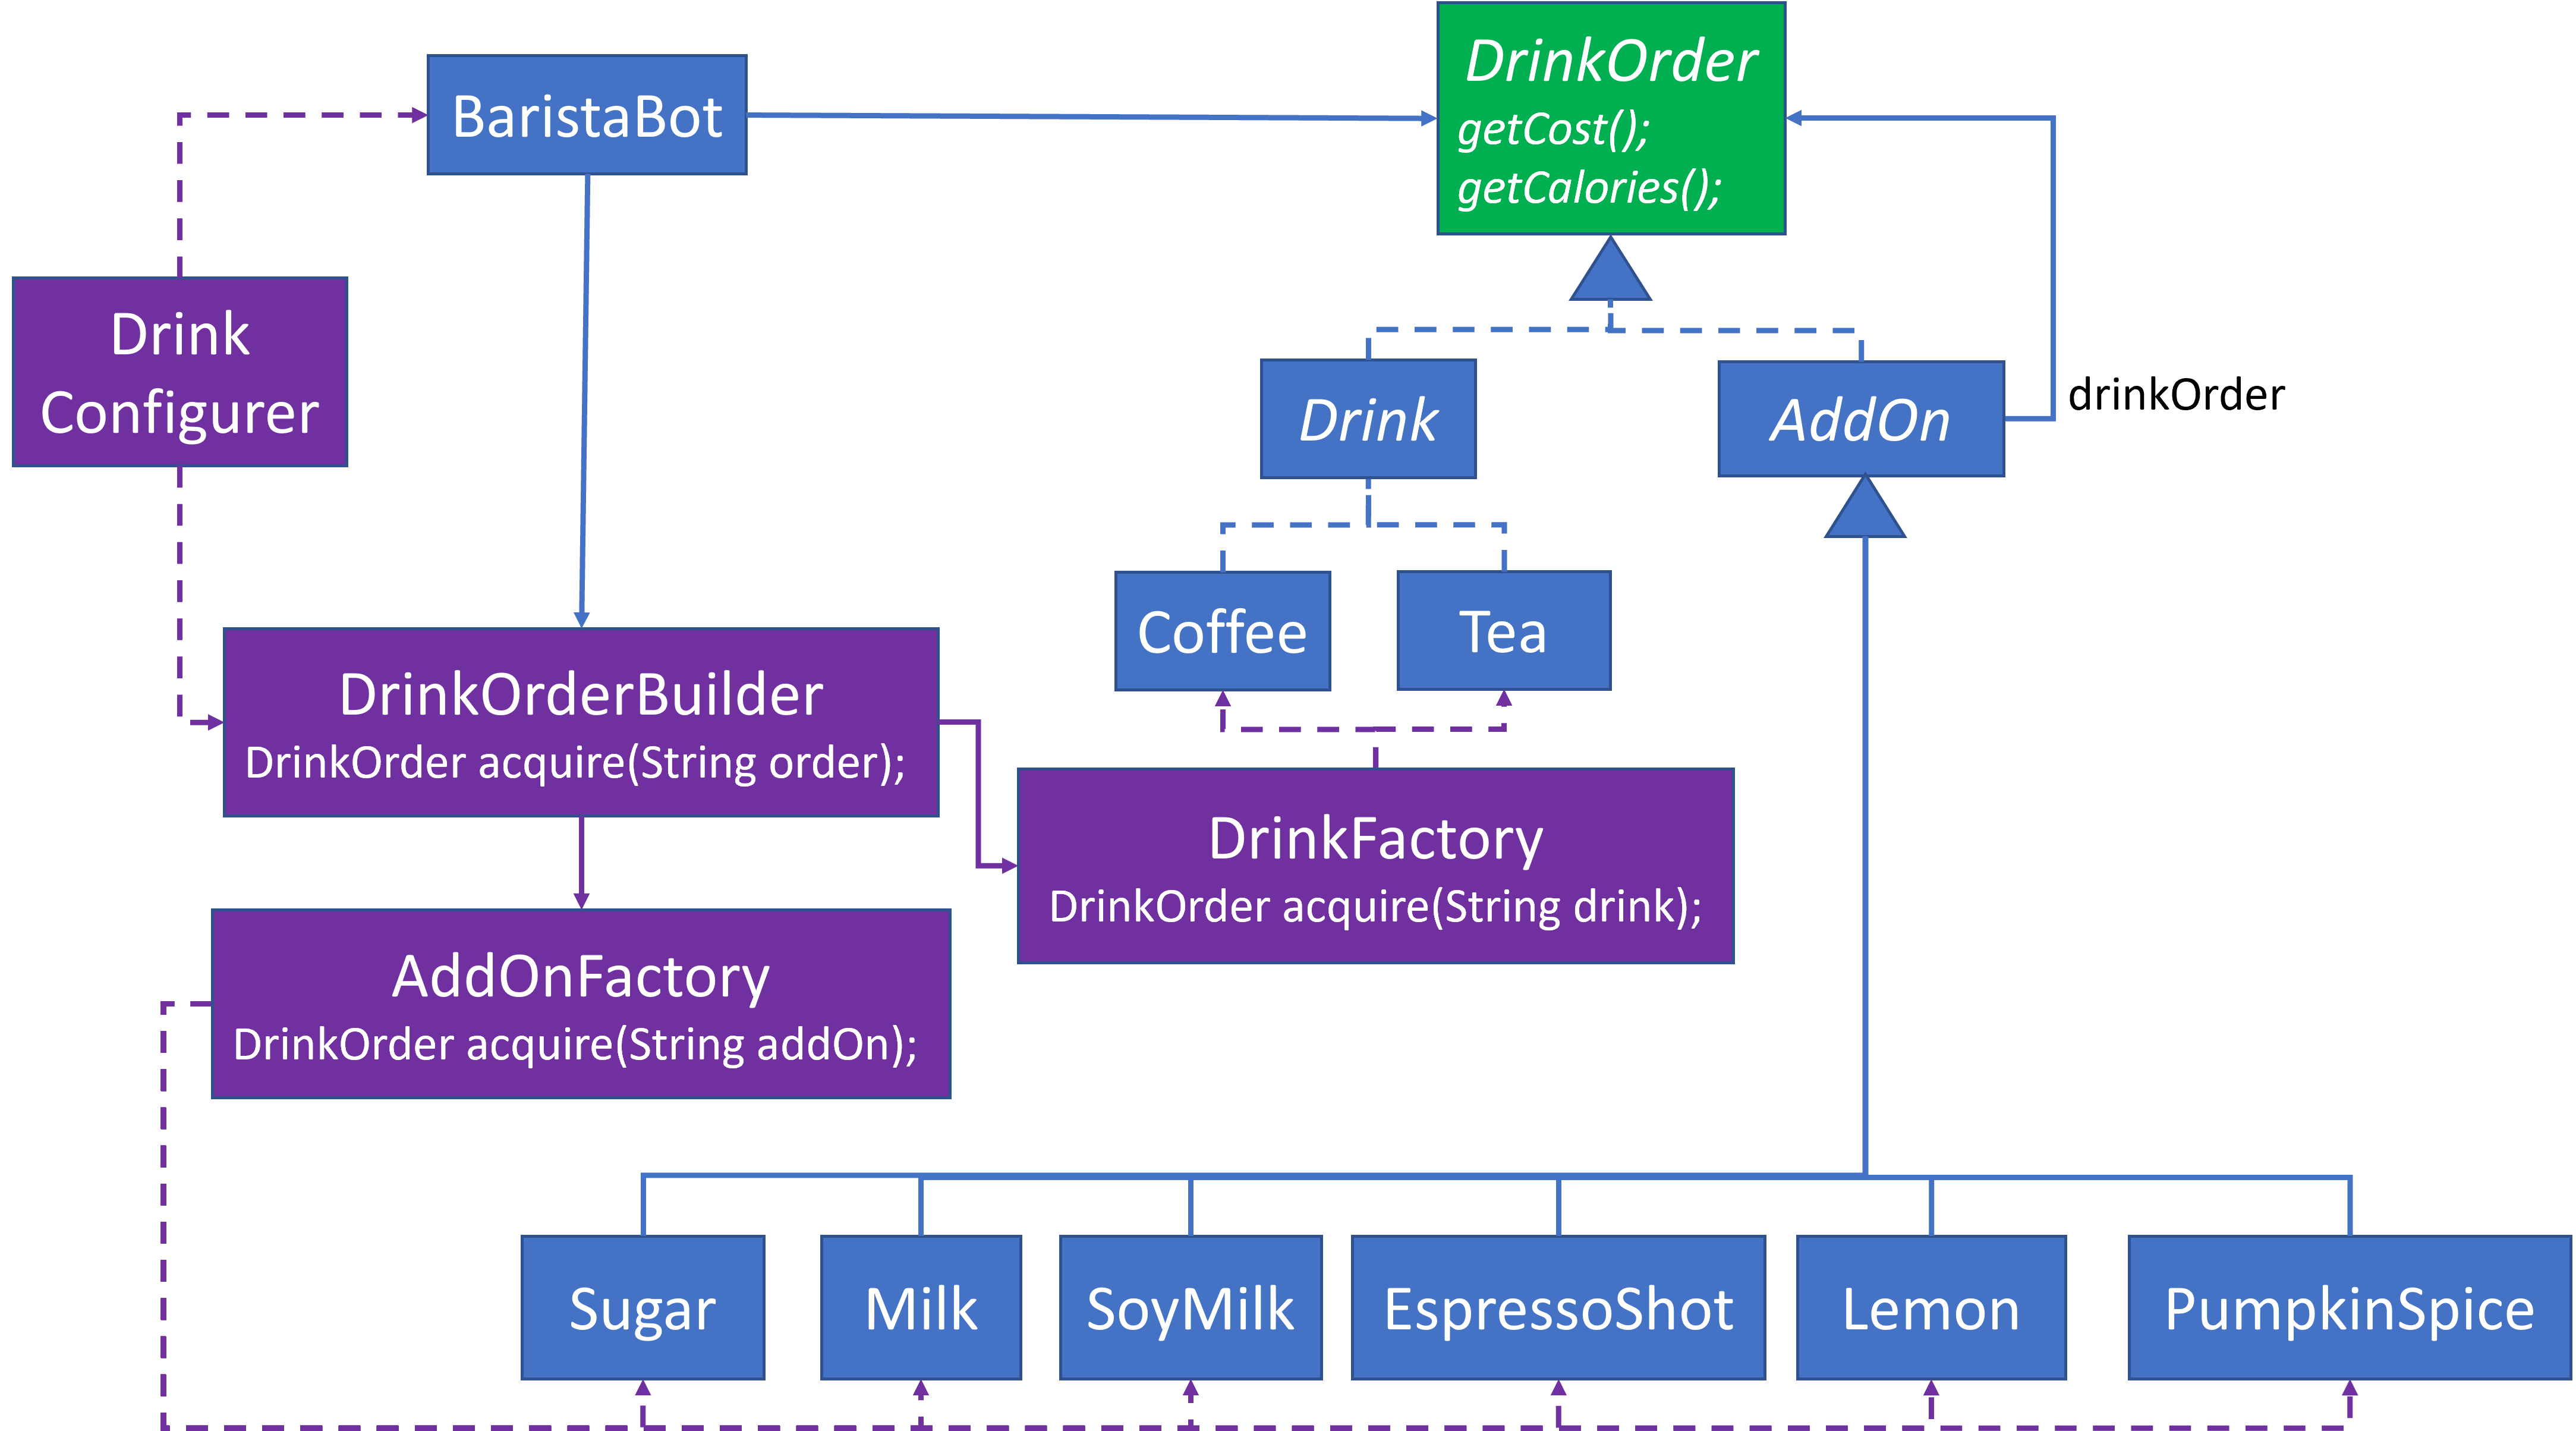 DrinkOrder
getCost();
getCalories();
BaristaBot
Drink
Configurer
Drink
AddOn
drinkOrder
Coffee
Tea
DrinkOrderBuilder
DrinkOrder acquire(String order);
DrinkFactory
DrinkOrder acquire(String drink);
AddOnFactory
DrinkOrder acquire(String addOn);
Sugar
Milk
SoyMilk
EspressoShot
Lemon
PumpkinSpice